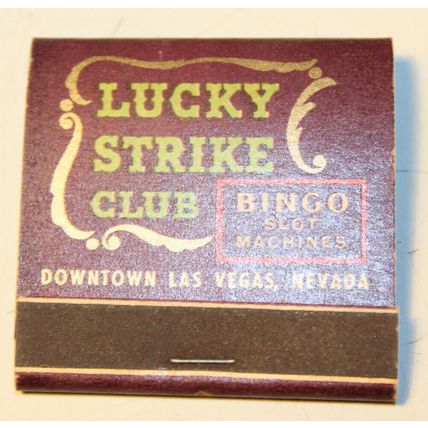 LUCKY
STRIKE
CLUB
BINGO
SLOT
MACHINES
DOWNTOWN LAS VEGAS, NEVADA